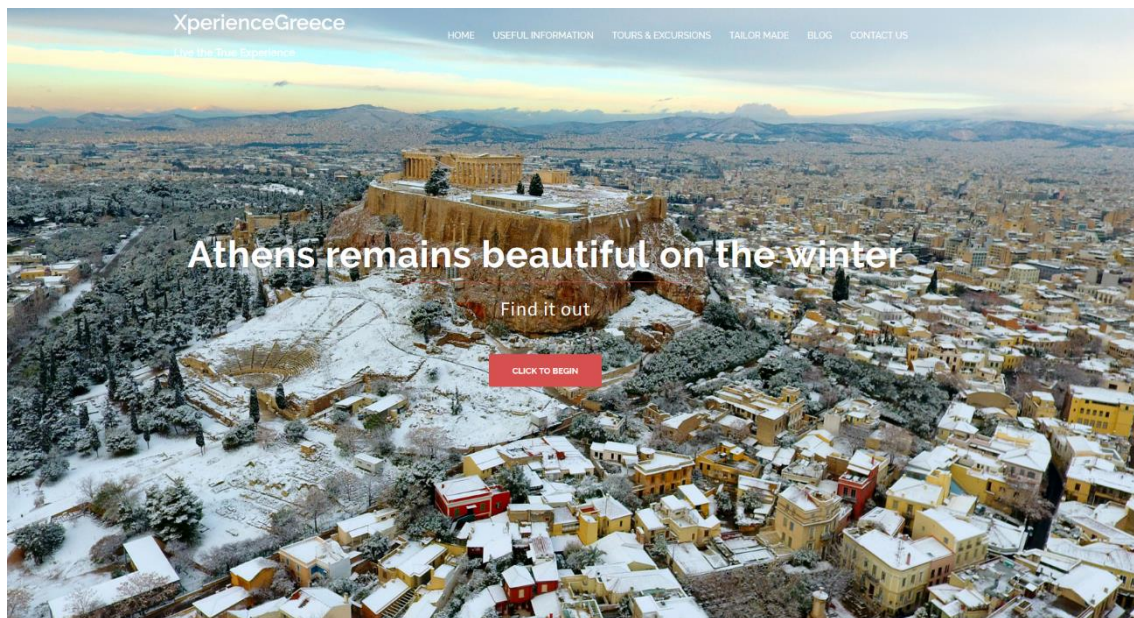 XperienceGreece
Live the True Experience
HOME USEFUL INFORMATION TOURS & EXCURSIONS TAILOR MADE BLOG CONTACT US
Athens remains beautiful on the winter
Find it out
CLICK TO BEGIN